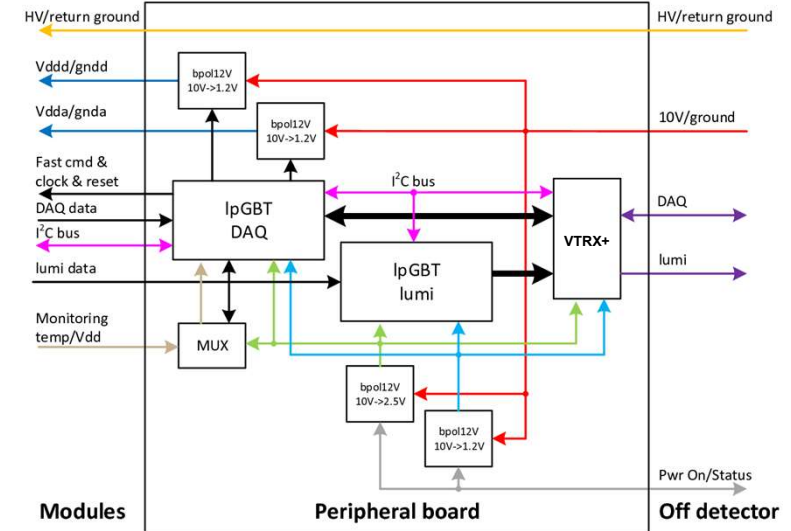 HV/return ground
HV/return ground
Vddd/gndd
bpol12V
10V->1.2V
Vdda/gnda
bpol12V
10V->1.2V
10V/ground
Fast cmd &
clock & reset
DAQ data
I²C bus
lpGBT
DAQ
I²C bus
VTRX+
DAQ
lumi data
lpGBT
lumi
lumi
Monitoring
temp/Vdd
MUX
bpol12V
10V->2.5V
bpol12V
10V->1.2V
Pwr On/Status
Modules
Peripheral board
Off detector